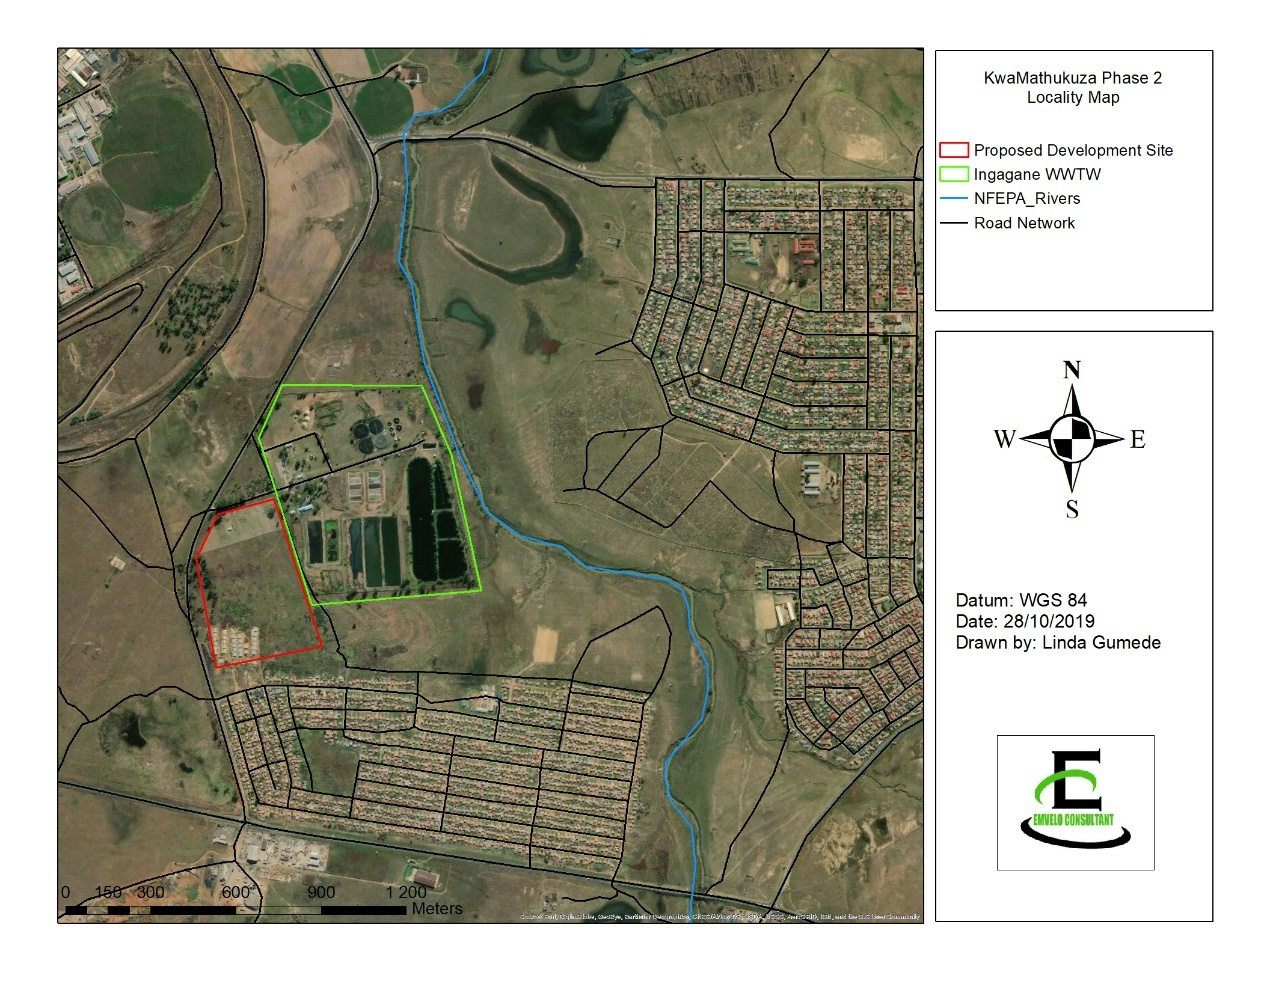 KwaMathukuza Phase 2
Locality Map
Proposed Development Site
Ingagane WWTW
NFEPA_Rivers
Road Network
N
W E
S
Datum: WGS 84
Date: 28/10/2019
Drawn by: Linda Gumede
E
EMVELO CONSULTANT
0 150 300 600 900 1 200
Meters